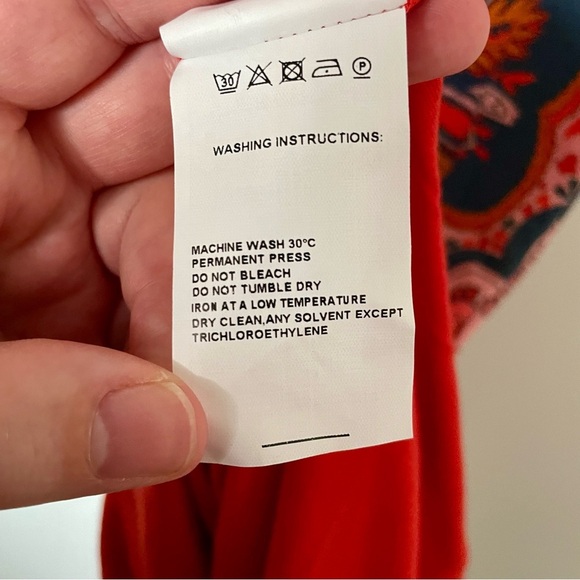 30 P
WASHING INSTRUCTIONS:
MACHINE WASH 30°C
PERMANENT PRESS
DO NOT BLEACH
DO NOT TUMBLE DRY
IRON AT A LOW TEMPERATURE
DRY CLEAN,ANY SOLVENT EXCEPT
TRICHLOROETHYLENE